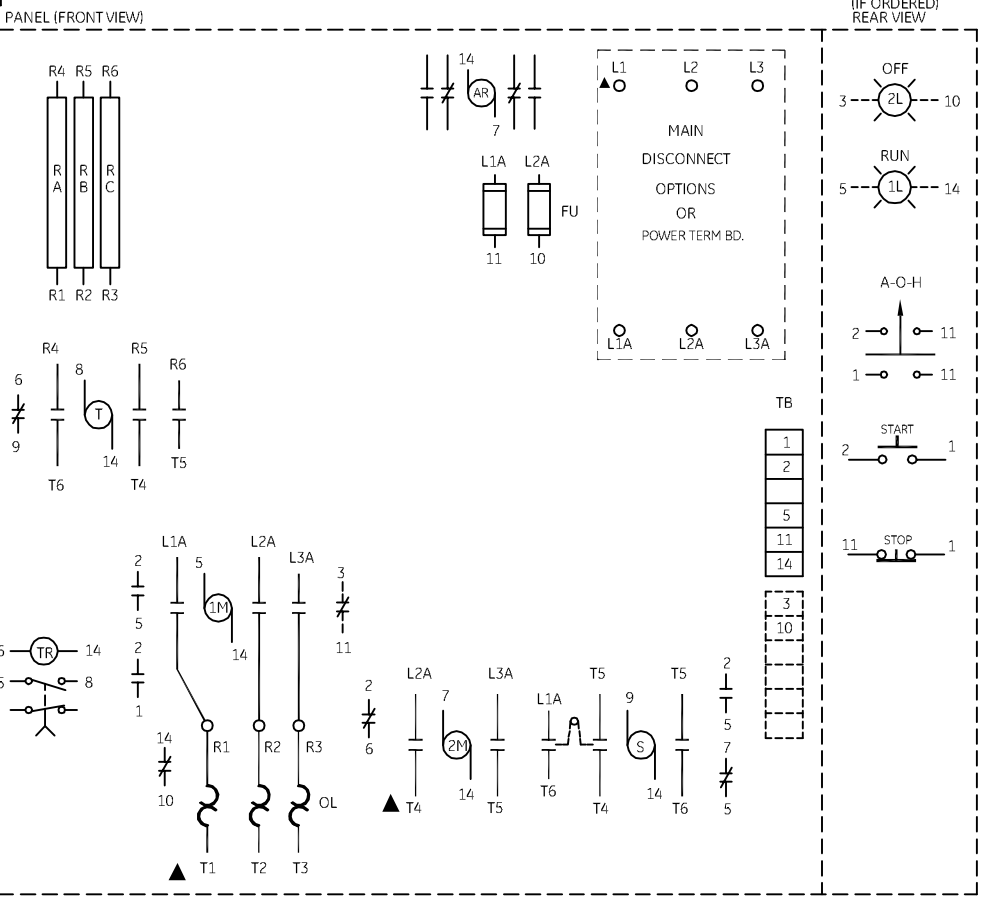 (IF ORDERED)
PANEL (FRONT VIEW)
REAR VIEW
R4 R5 R6
RA RB RC
R1 R2 R3
14
AR
7
L1A L2A
FU
11 10
L1 L2 L3
MAIN
DISCONNECT
OPTIONS
OR
POWER TERM BD.
L1A L2A L3A
OFF
3 2L 10
RUN
5 1L 14
A-O-H
2 11
1 11
START
2 1
STOP
11 1
TB
1
2
5
11
14
3
10
R4 R5 R6
6 8
T
9 14 T5
T6 T4
L1A L2A L3A
2 5 3
1M
5 14 11
2
1
TR 14
8
14
10
R1 R2 R3
OL
T1 T2 T3
2
6
L2A L3A
7
2M
T4 14 T5
L1A T5 T5
9
S
T6 T4 14 T6
2
5
7
5